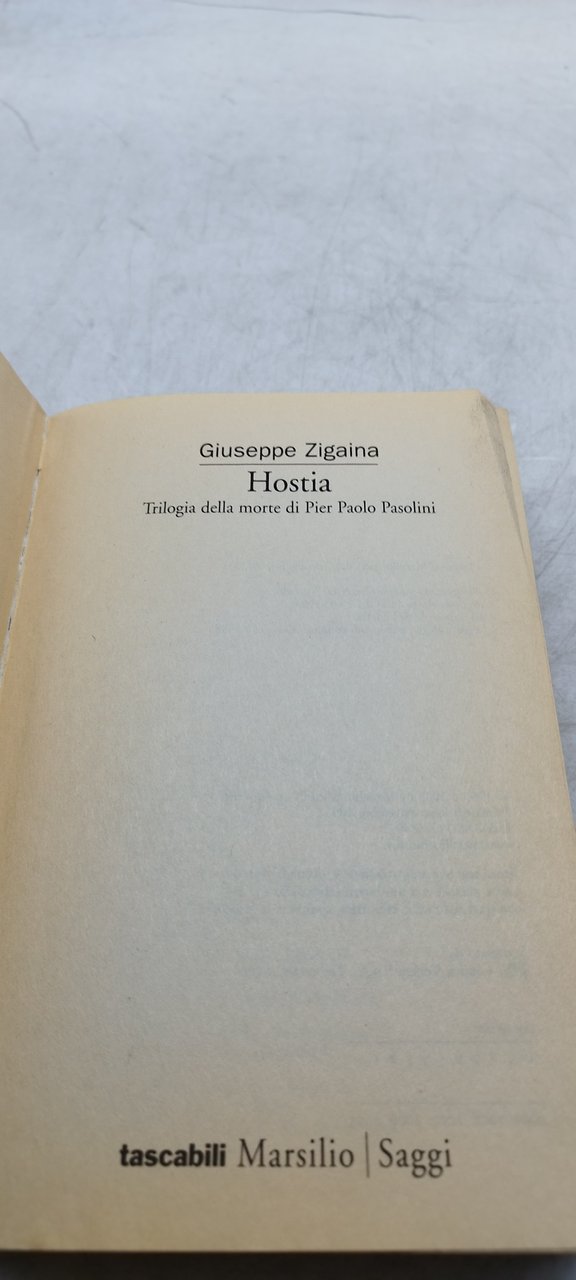 Giuseppe Zigaina
Hostia
Trilogia della morte di Pier Paolo Pasolini
tascabili Marsilio | Saggi